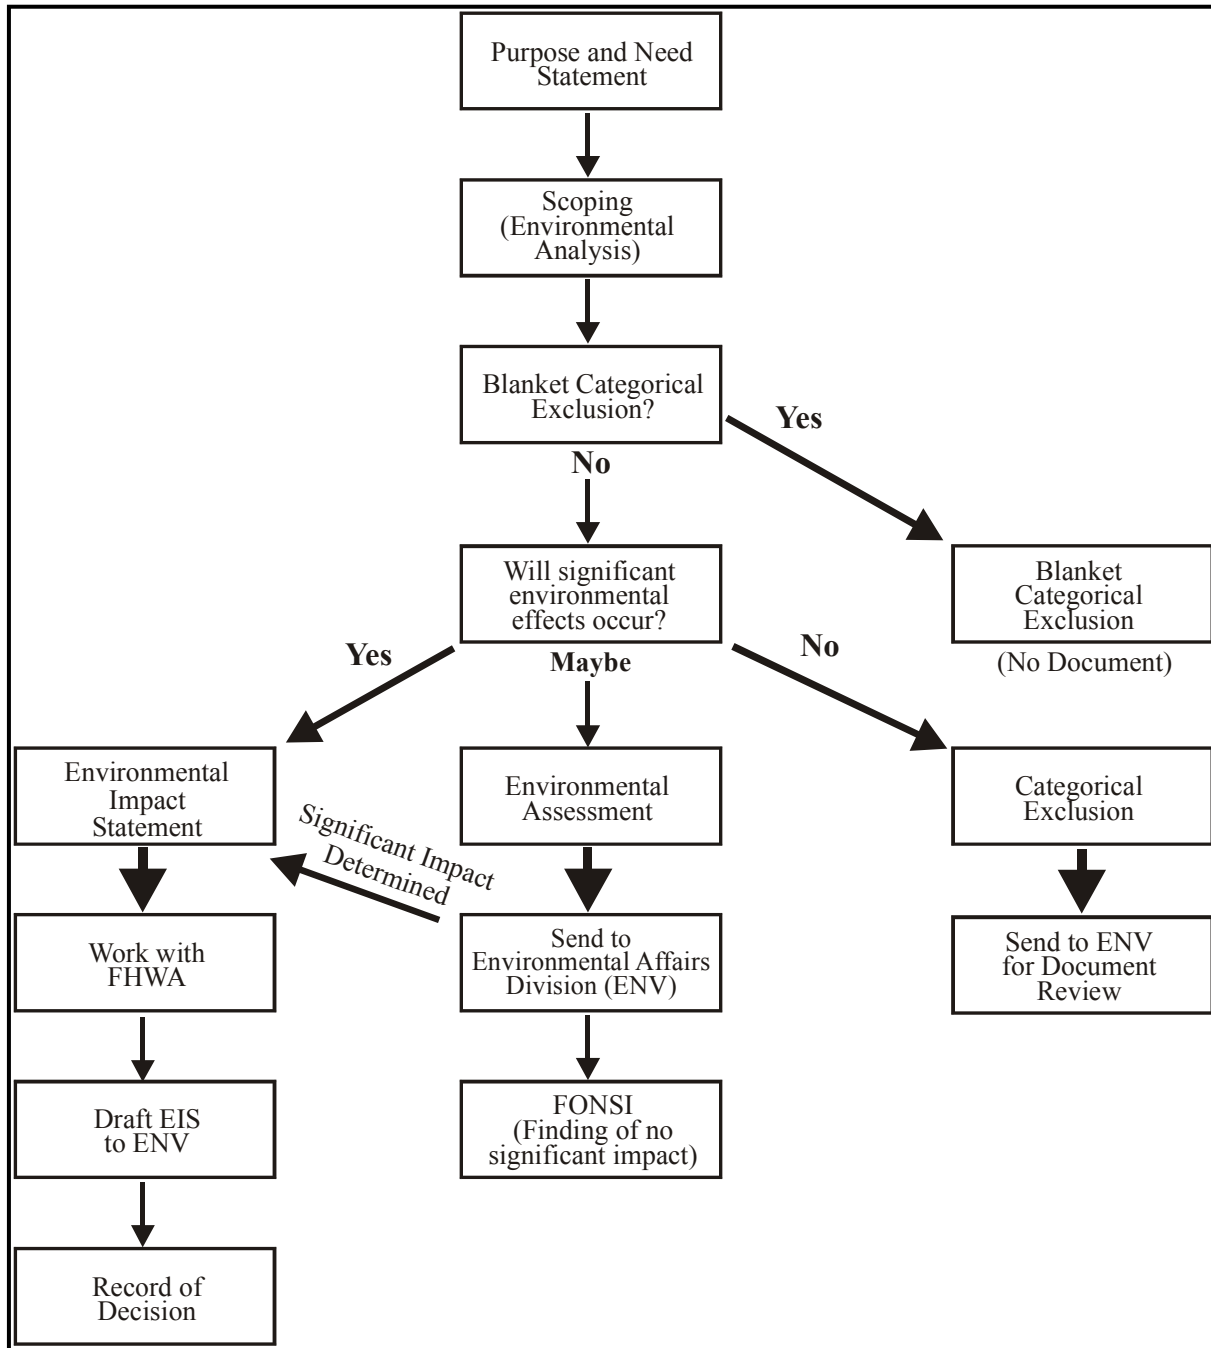 Purpose and Need
Statement
Scoping
(Environmental
Analysis)
Blanket Categorical
Exclusion?
Yes
No
Will significant
environmental
effects occur?
Blanket
Categorical
Exclusion
(No Document)
Yes
Maybe
No
Environmental
Impact
Statement
Environmental
Assessment
Categorical
Exclusion
Significant Impact
Determined
Work with
FHWA
Send to
Environmental Affairs
Division (ENV)
Send to ENV
for Document
Review
Draft EIS
to ENV
FONSI
(Finding of no
significant impact)
Record of
Decision